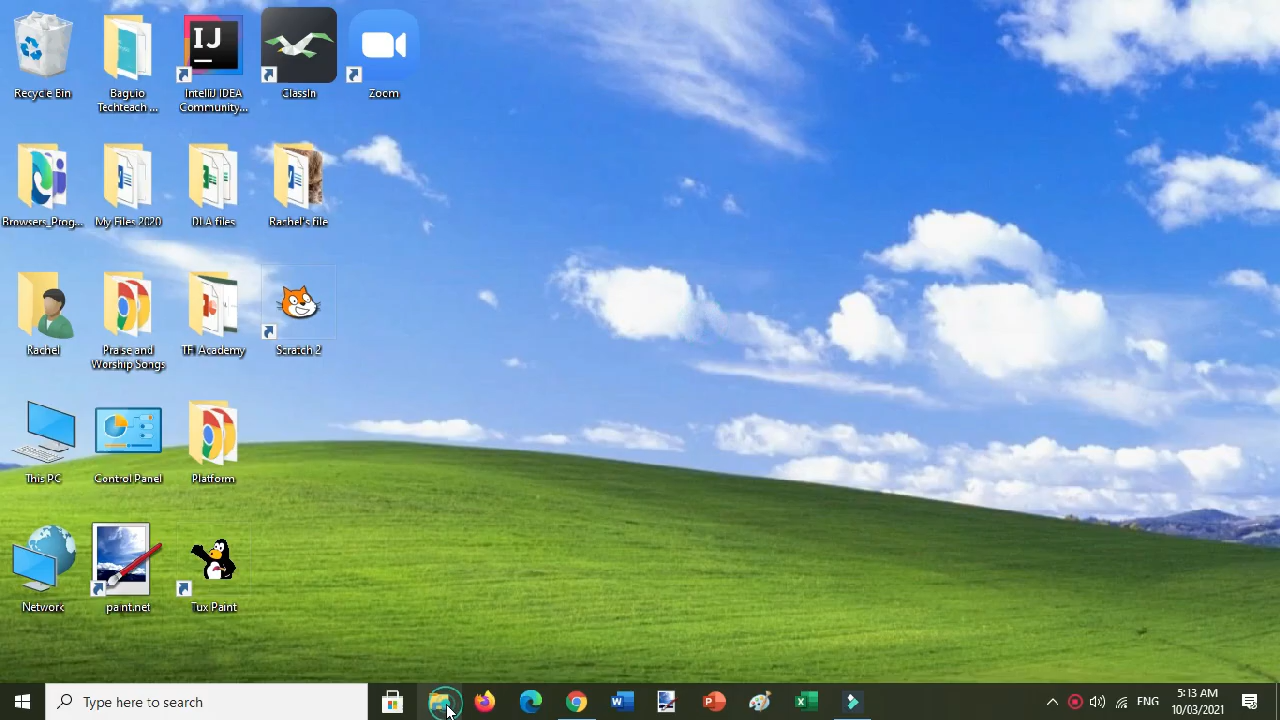 IJ
Recycle Bin
Baguio
Techteach ...
IntelliJ IDEA
Community...
ClassIn
Zoom
Browsers_Prog...
My Files 2020
DLA files
Rachel's file
Rachel
Praise and
Worship Songs
TFI Academy
Scratch 2
This PC
Control Panel
Platform
Network
paint.net
Tux Paint
Type here to search
ENG
5:13 AM
10/03/2021